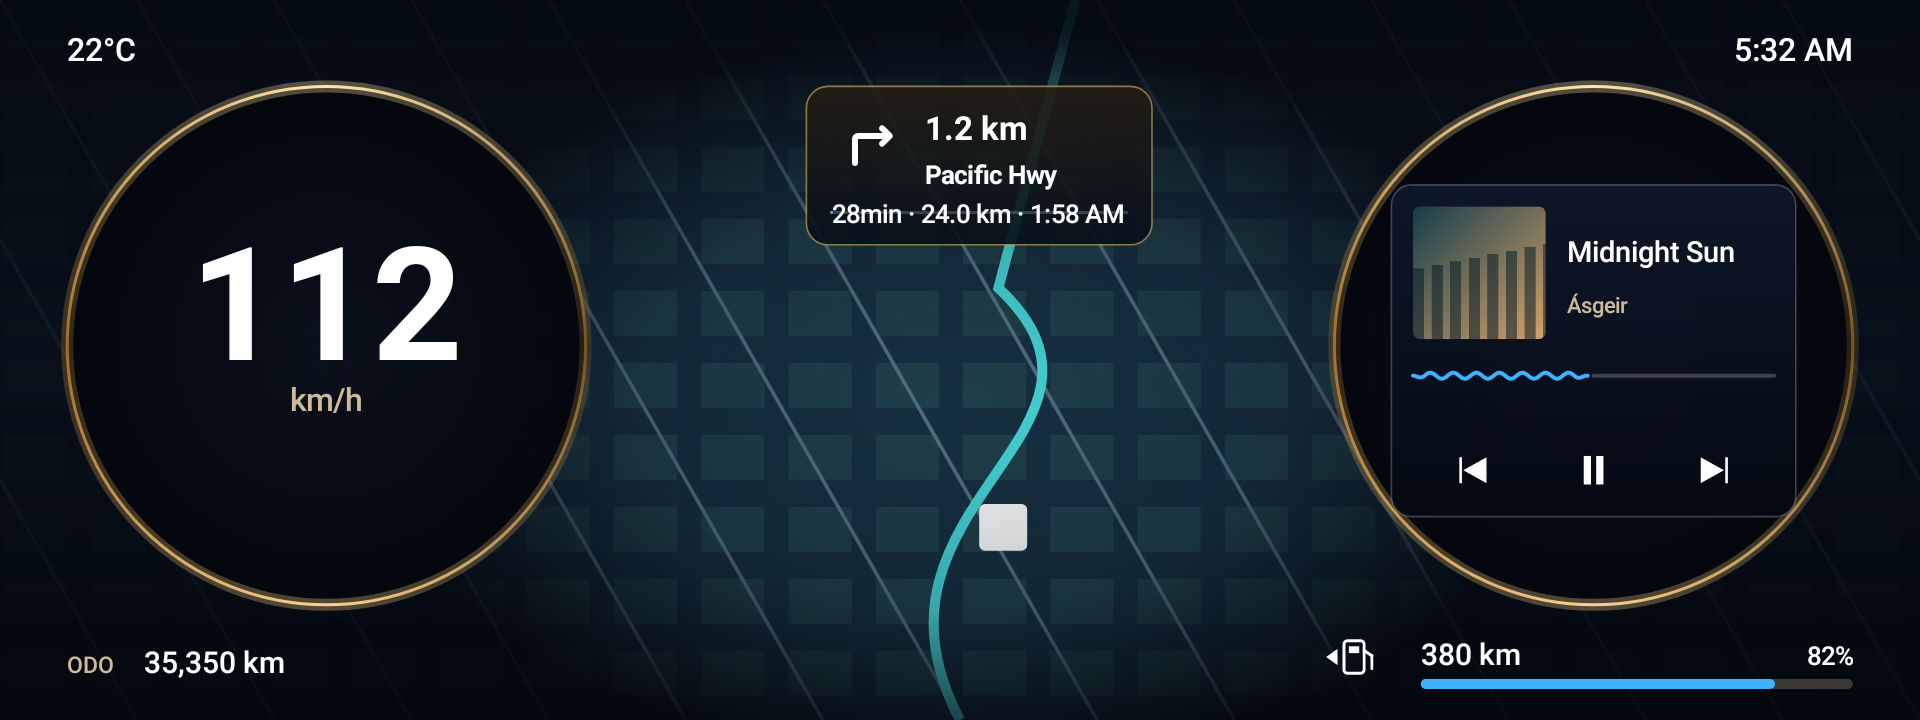 22°C
5:32 AM
1.2 km
Pacific Hwy
28min · 24.0 km · 1:58 AM
112
km/h
Midnight Sun
Ásgeir
ODO 35,350 km
380 km 82%